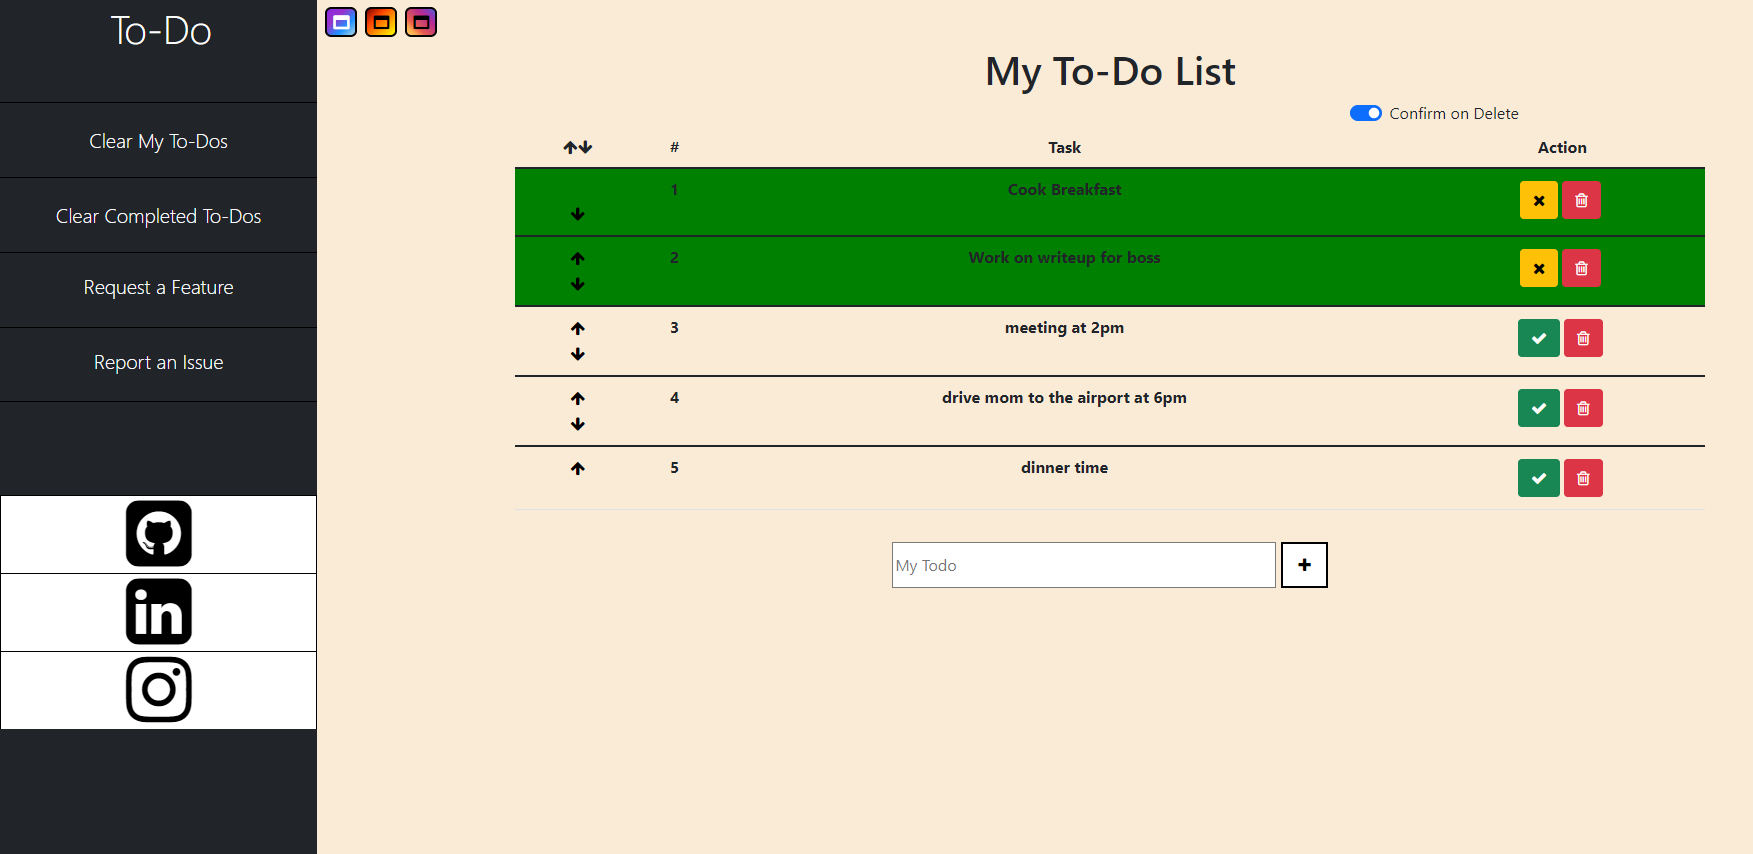 To-Do
Clear My To-Dos
Clear Completed To-Dos
Request a Feature
Report an Issue
in
My To-Do List
Confirm on Delete
# Task Action
1 Cook Breakfast
2 Work on writeup for boss
3 meeting at 2pm
4 drive mom to the airport at 6pm
5 dinner time
My Todo